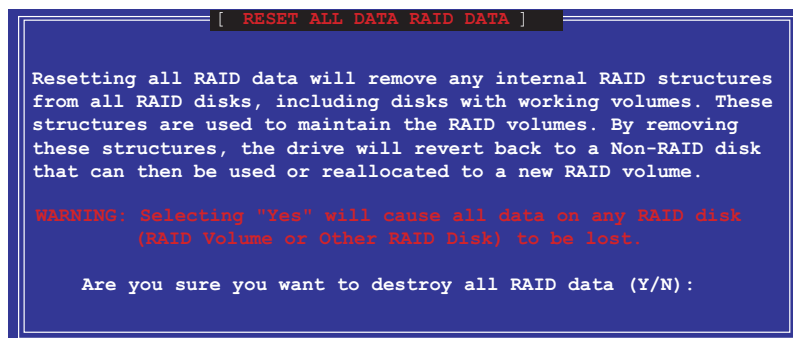 [ RESET ALL DATA RAID DATA ]
Resetting all RAID data will remove any internal RAID structures
from all RAID disks, including disks with working volumes. These
structures are used to maintain the RAID volumes. By removing
these structures, the drive will revert back to a Non-RAID disk
that can then be used or reallocated to a new RAID volume.
WARNING: Selecting "Yes" will cause all data on any RAID disk
(RAID Volume or Other RAID Disk) to be lost.
Are you sure you want to destroy all RAID data (Y/N):